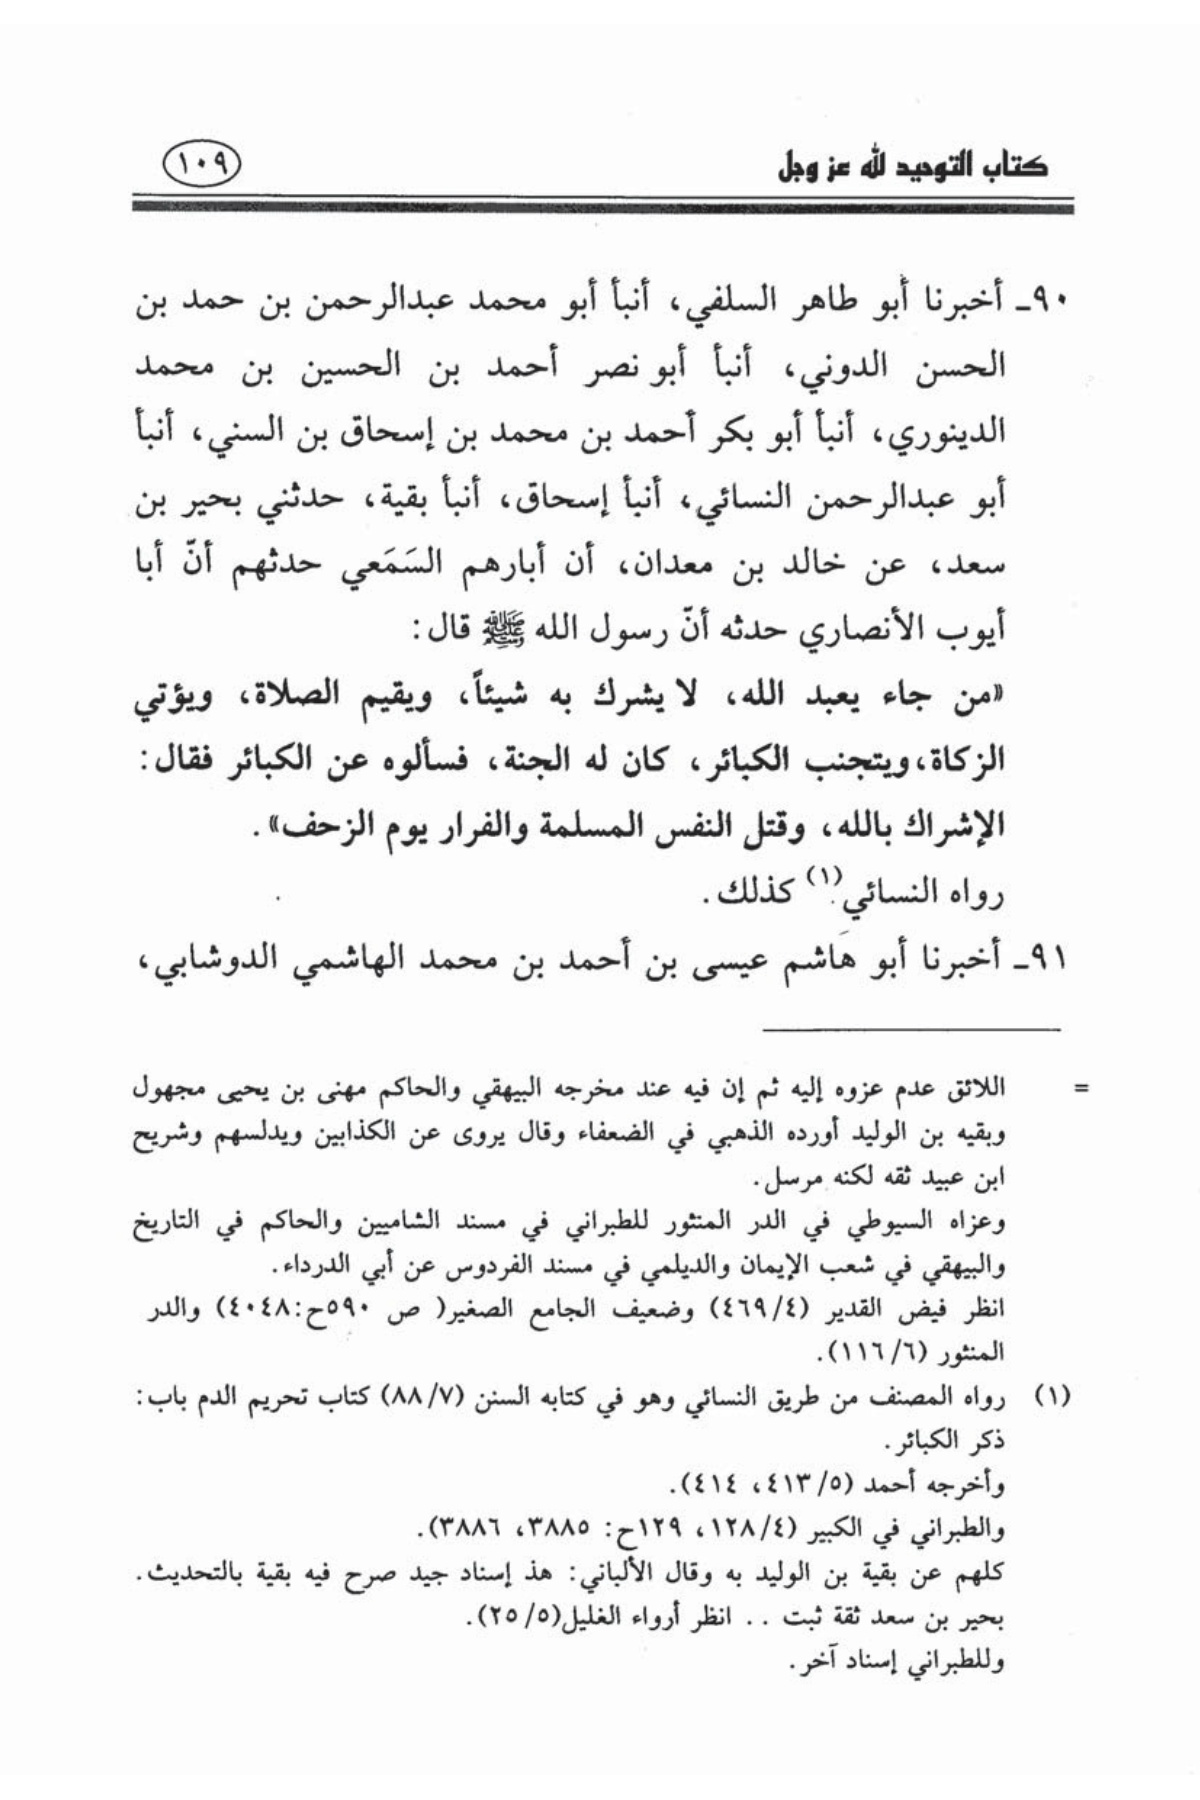 كتاب التوحيد لله عز وجل
١٠٩
٩٠ـ أخبرنا أبو طاهر السلفي، أنبأ أبو محمد عبدالرحمن بن حمد بن
الحسن الدوني، أنبأ أبو نصر أحمد بن الحسين بن محمد
الدينوري، أنبأ أبو بكر أحمد بن محمد بن إسحاق بن السني، أنبأ
أبو عبدالرحمن النسائي، أنبأ إسحاق، أنبأ بقية، حدثني بحير بن
سعد، عن خالد بن معدان، أن أبارهم السَمَعي حدثهم أنّ أبا
أيوب الأنصاري حدثه أنّ رسول الله ﷺ قال:
«من جاء يعبد الله، لا يشرك به شيئاً، ويقيم الصلاة، ويؤتي
الزكاة،ويتجنب الكبائر، كان له الجنة، فسألوه عن الكبائر فقال:
الإشراك بالله، وقتل النفس المسلمة والفرار يوم الزحف».
رواه النسائي(١) كذلك.
٩١ـ أخبرنا أبو هاشم عيسى بن أحمد بن محمد الهاشمي الدوشابي،
= اللائق عدم عزوه إليه ثم إن فيه عند مخرجه البيهقي والحاكم مهنى بن يحيى مجهول
وبقيه بن الوليد أورده الذهبي في الضعفاء وقال يروى عن الكذابين ويدلسهم وشريح
ابن عبيد ثقه لكنه مرسل.
وعزاه السيوطي في الدر المنثور للطبراني في مسند الشاميين والحاكم في التاريخ
والبيهقي في شعب الإيمان والديلمي في مسند الفردوس عن أبي الدرداء.
انظر فيض القدير (٤٦٩/٤) وضعيف الجامع الصغير( ص ٥٩٠ح:٤٠٤٨) والدر
المنثور (١١٦/٦).
(١) رواه المصنف من طريق النسائي وهو في كتابه السنن (٨٨/٧) كتاب تحريم الدم باب:
ذكر الكبائر.
وأخرجه أحمد (٤١٣/٥، ٤١٤).
والطبراني في الكبير (١٢٨/٤، ١٢٩ح: ٣٨٨٥، ٣٨٨٦).
كلهم عن بقية بن الوليد به وقال الألباني: هذ إسناد جيد صرح فيه بقية بالتحديث.
بحير بن سعد ثقة ثبت .. انظر أرواء الغليل(٢٥/٥).
وللطبراني إسناد آخر.